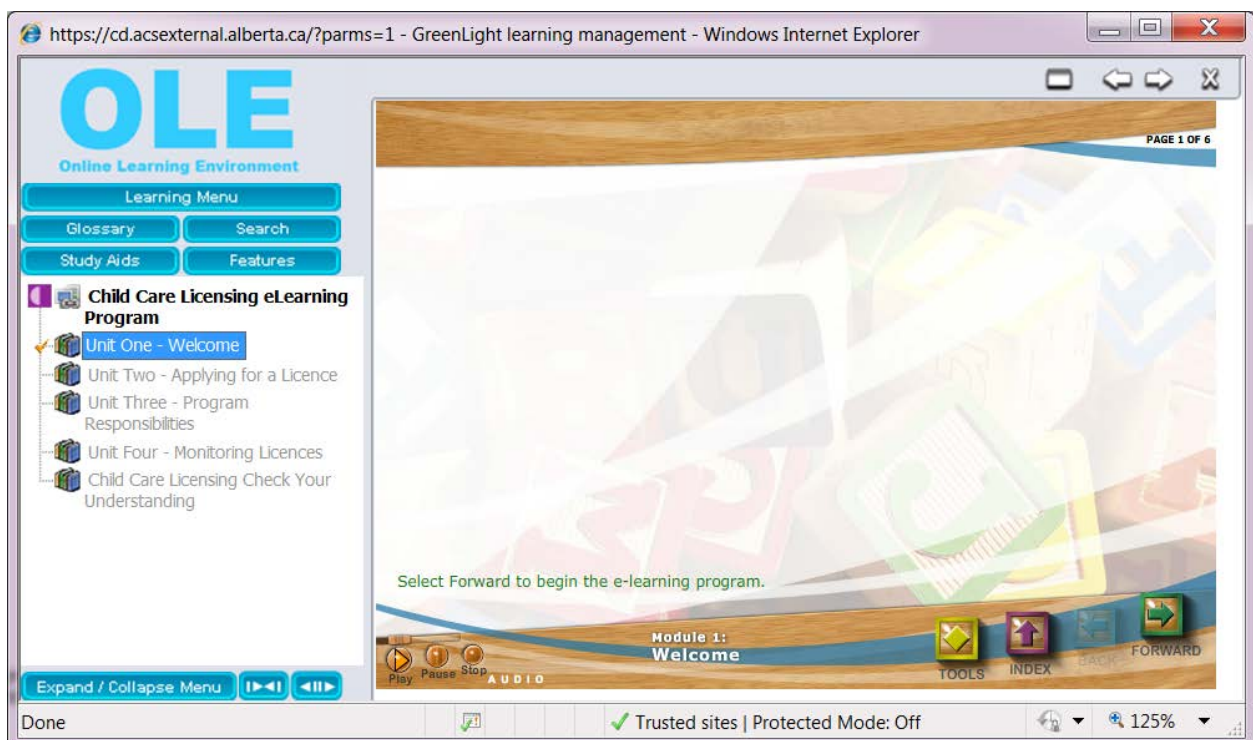 https://cd.acsexternal.alberta.ca/?parms=1 - GreenLight learning management - Windows Internet Explorer
OLE
Online Learning Environment
Learning Menu
Glossary
Search
Study Aids
Features
Child Care Licensing eLearning
Program
Unit One - Welcome
Unit Two - Applying for a Licence
Unit Three - Program
Responsibilities
Unit Four - Monitoring Licences
Child Care Licensing Check Your
Understanding
Expand / Collapse Menu
PAGE 1 OF 6
Select Forward to begin the e-learning program.
Play Pause Stop
AUDIO
Module 1:
Welcome
TOOLS
INDEX
BACK
FORWARD
Done
Trusted sites | Protected Mode: Off
125%